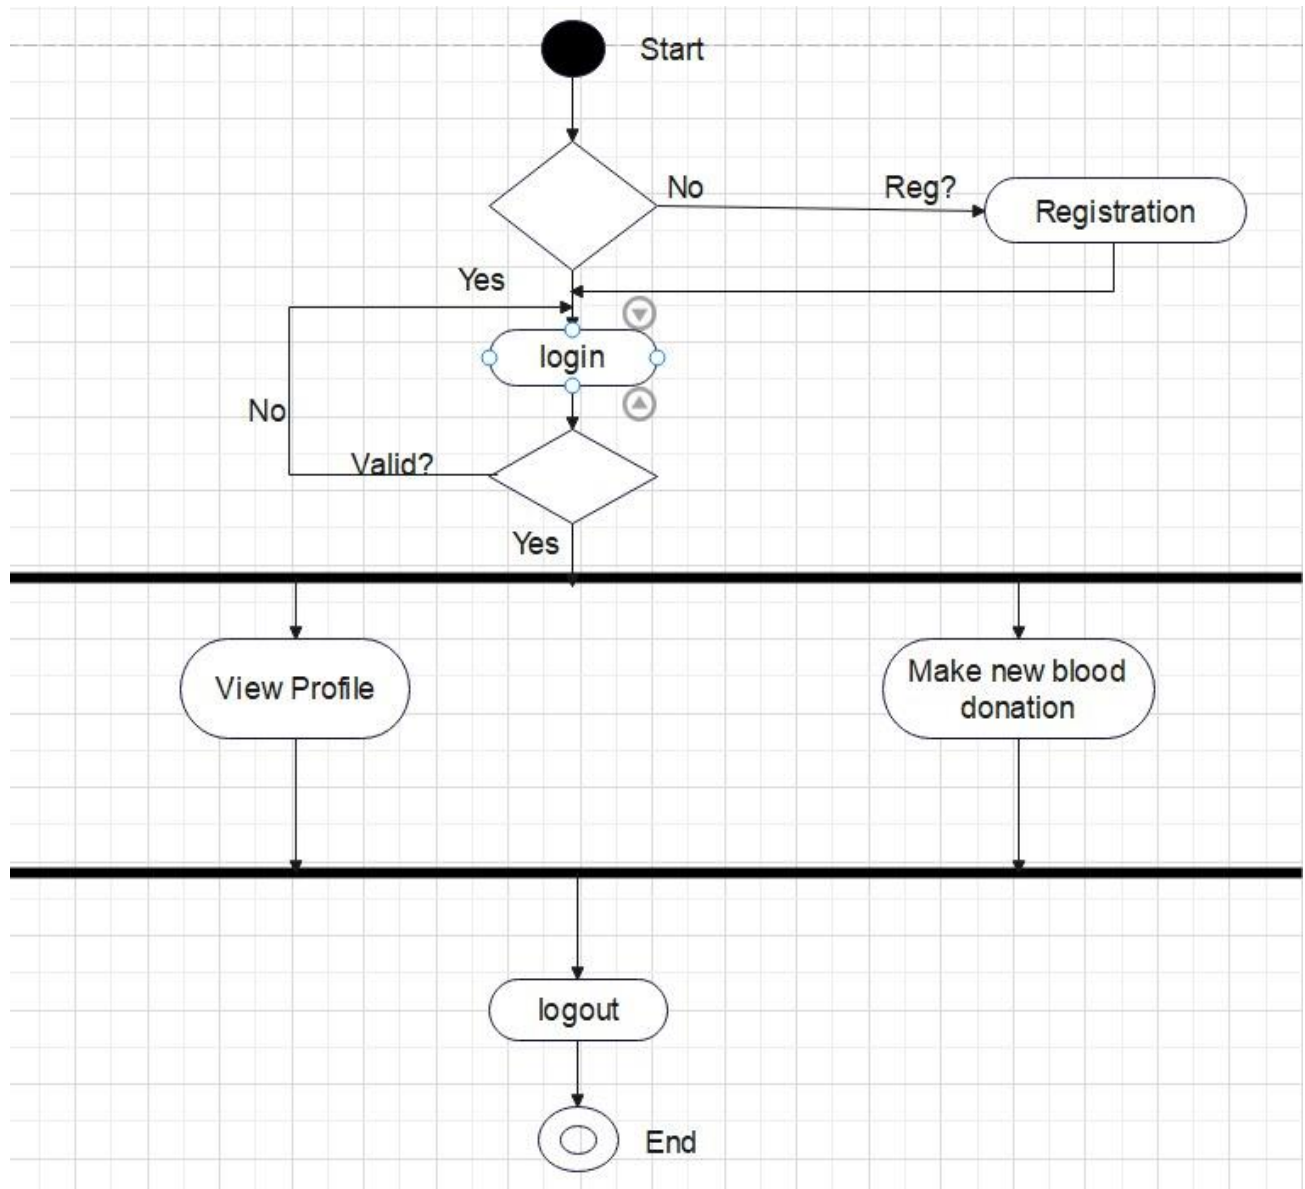 Start
No
Reg?
Registration
Yes
login
No
Valid?
Yes
View Profile
Make new blood
donation
logout
End